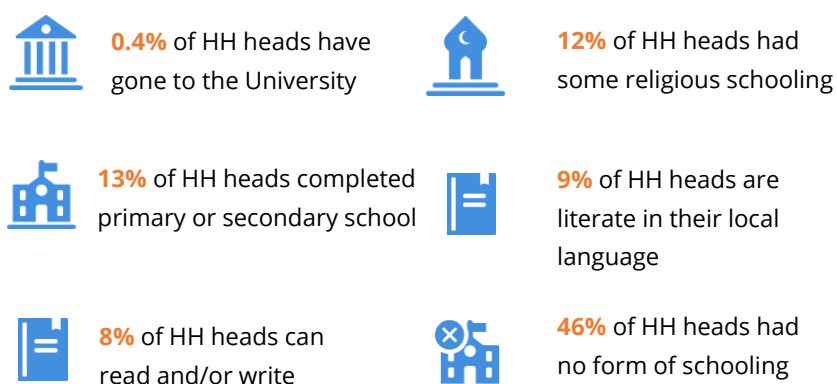 0.4% of HH heads have
gone to the University
12% of HH heads had
some religious schooling
13% of HH heads completed
primary or secondary school
9% of HH heads are
literate in their local
language
8% of HH heads can
read and/or write
46% of HH heads had
no form of schooling